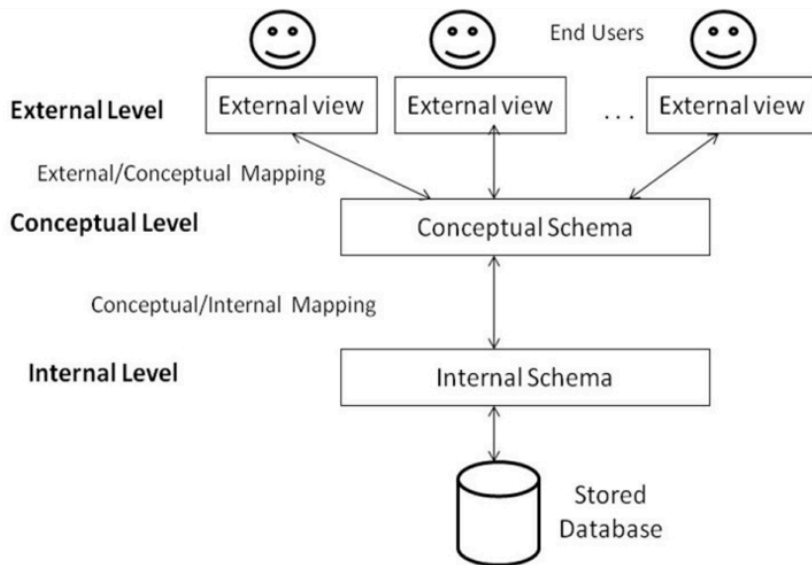 End Users
External Level
External view
External view
. . .
External view
External/Conceptual Mapping
Conceptual Level
Conceptual Schema
Conceptual/Internal Mapping
Internal Level
Internal Schema
Stored
Database